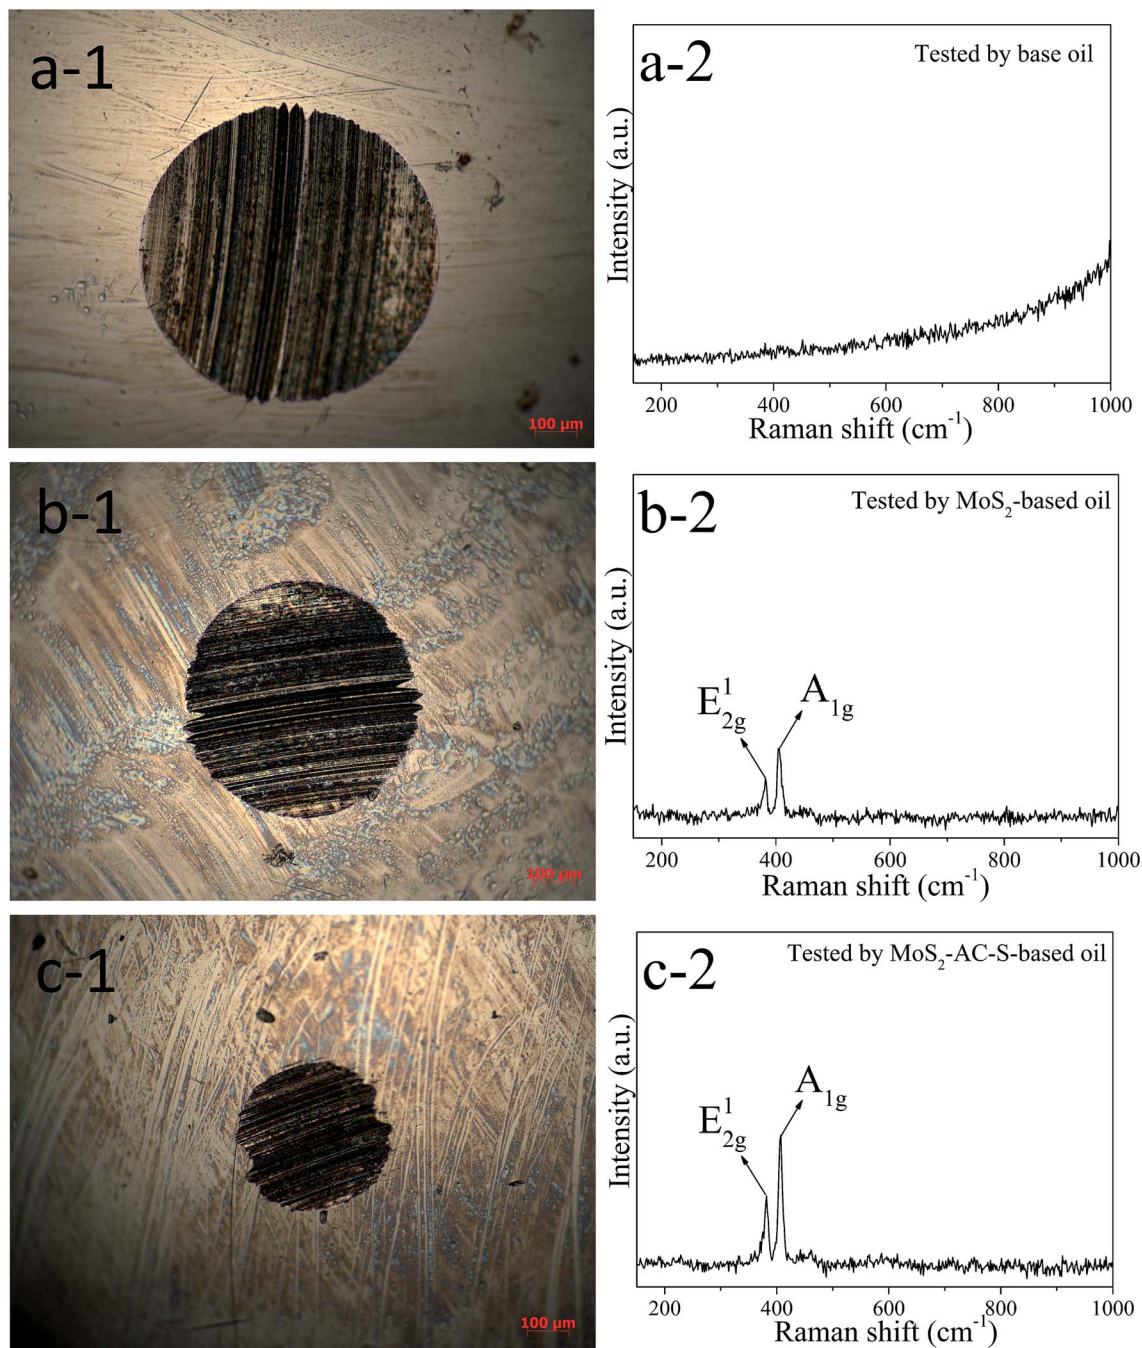 a-1
100 μm
a-2
Tested by base oil
Intensity (a.u.)
200 400 600 800 1000
Raman shift (cm⁻¹)
b-1
100 μm
b-2
Tested by MoS₂-based oil
E¹₂g
A₁g
Intensity (a.u.)
200 400 600 800 1000
Raman shift (cm⁻¹)
c-1
100 μm
c-2
Tested by MoS₂-AC-S-based oil
E¹₂g
A₁g
Intensity (a.u.)
200 400 600 800 1000
Raman shift (cm⁻¹)